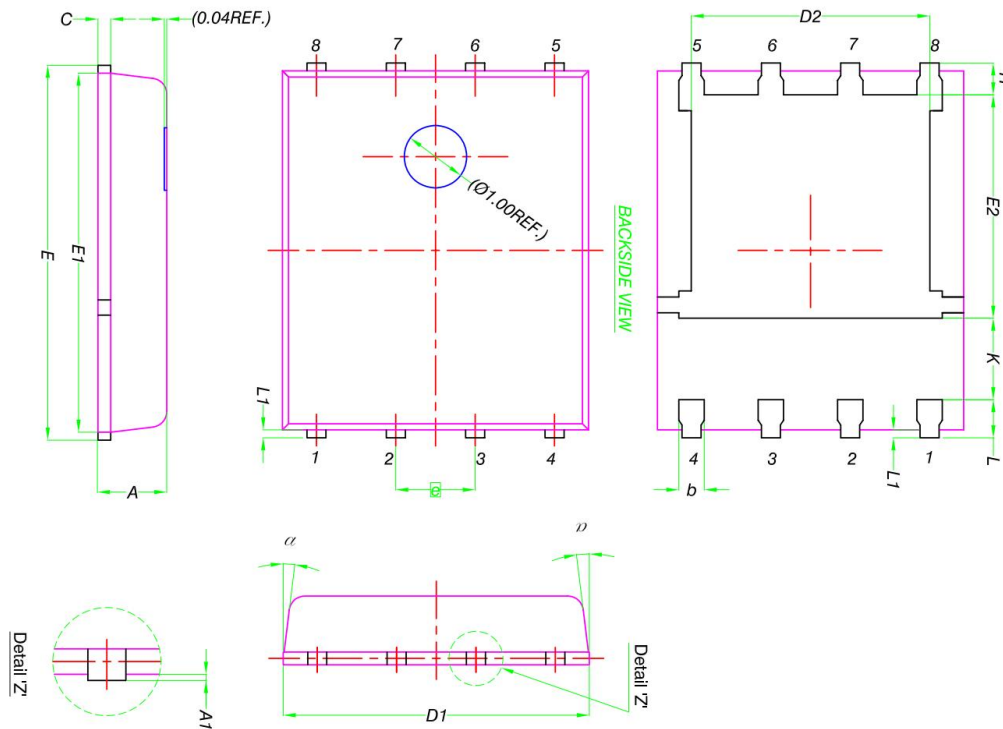 C
(0.04REF.)
D2
8 7 6 5
5 6 7 8
E
E1
(Ø1.00REF.)
BACKSIDE VIEW
E2
K
L1
1 2 3 4
4 3 2 1
L
L1
A
e
b
α
α
Detail 'Z'
Detail 'Z'
A1
D1